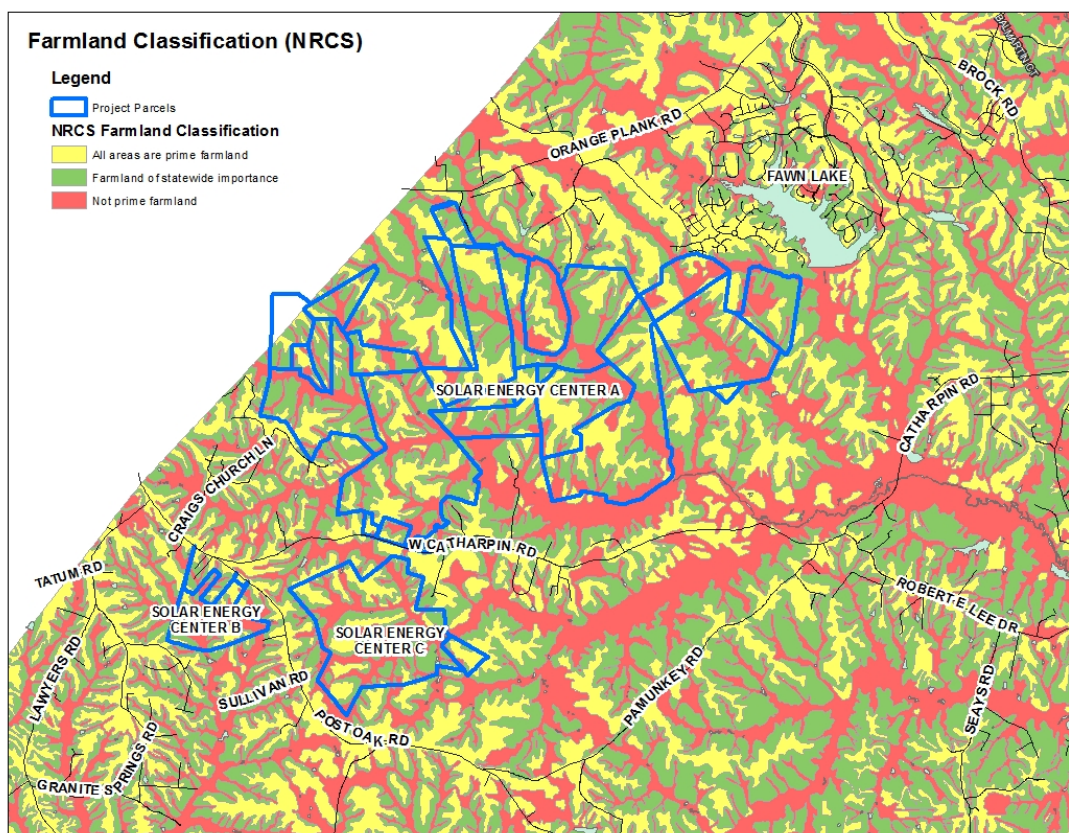 Farmland Classification (NRCS)
Legend
Project Parcels
NRCS Farmland Classification
All areas are prime farmland
Farmland of statewide importance
Not prime farmland
BALMARTN CT
BROCK RD
ORANGE PLANK RD
FAWN LAKE
SOLAR ENERGY CENTER A
CATHARPIN RD
CRAIGS CHURCH LN
W CATHARPIN RD
TATUM RD
ROBERT E LEE DR
SOLAR ENERGY
CENTER B
SOLAR ENERGY
CENTER C
LAWYERS RD
SULLIVAN RD
PAMUNKEY RD
SEAYS RD
POST OAK RD
GRANITE SPRINGS RD